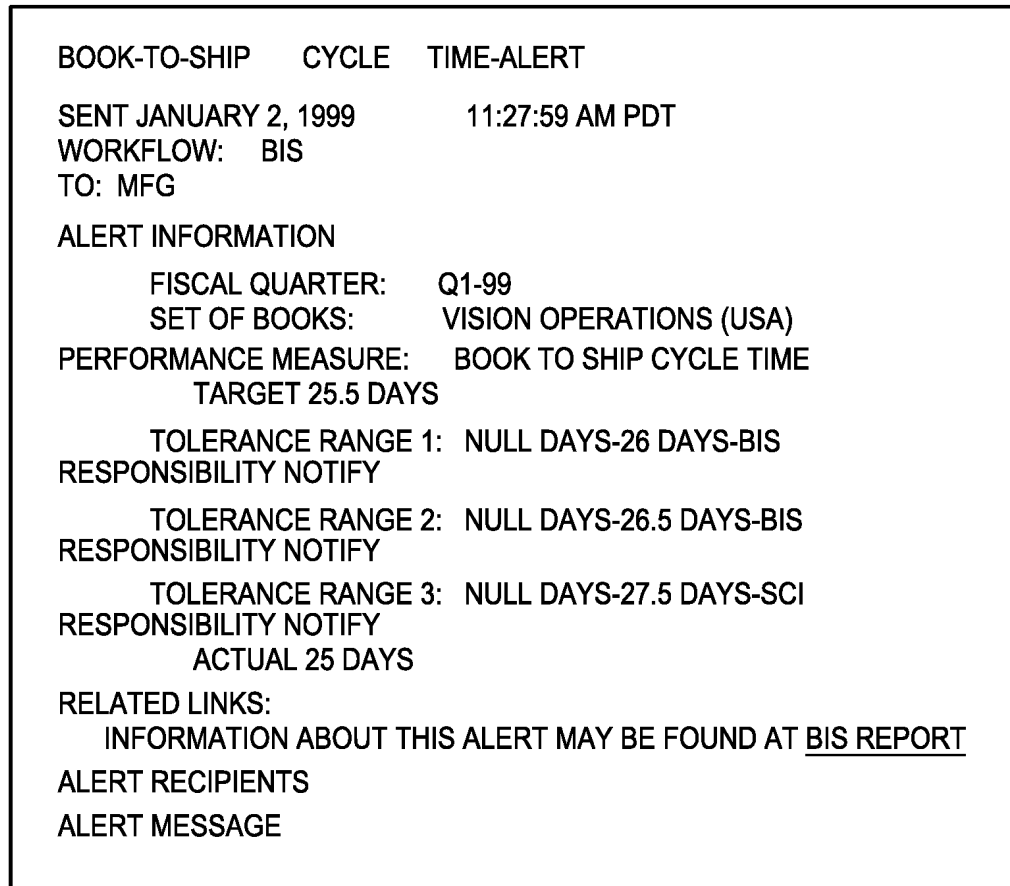 BOOK-TO-SHIP CYCLE TIME-ALERT
SENT JANUARY 2, 1999 11:27:59 AM PDT
WORKFLOW: BIS
TO: MFG
ALERT INFORMATION
FISCAL QUARTER: Q1-99
SET OF BOOKS: VISION OPERATIONS (USA)
PERFORMANCE MEASURE: BOOK TO SHIP CYCLE TIME
TARGET 25.5 DAYS
TOLERANCE RANGE 1: NULL DAYS-26 DAYS-BIS
RESPONSIBILITY NOTIFY
TOLERANCE RANGE 2: NULL DAYS-26.5 DAYS-BIS
RESPONSIBILITY NOTIFY
TOLERANCE RANGE 3: NULL DAYS-27.5 DAYS-SCI
RESPONSIBILITY NOTIFY
ACTUAL 25 DAYS
RELATED LINKS:
INFORMATION ABOUT THIS ALERT MAY BE FOUND AT BIS REPORT
ALERT RECIPIENTS
ALERT MESSAGE